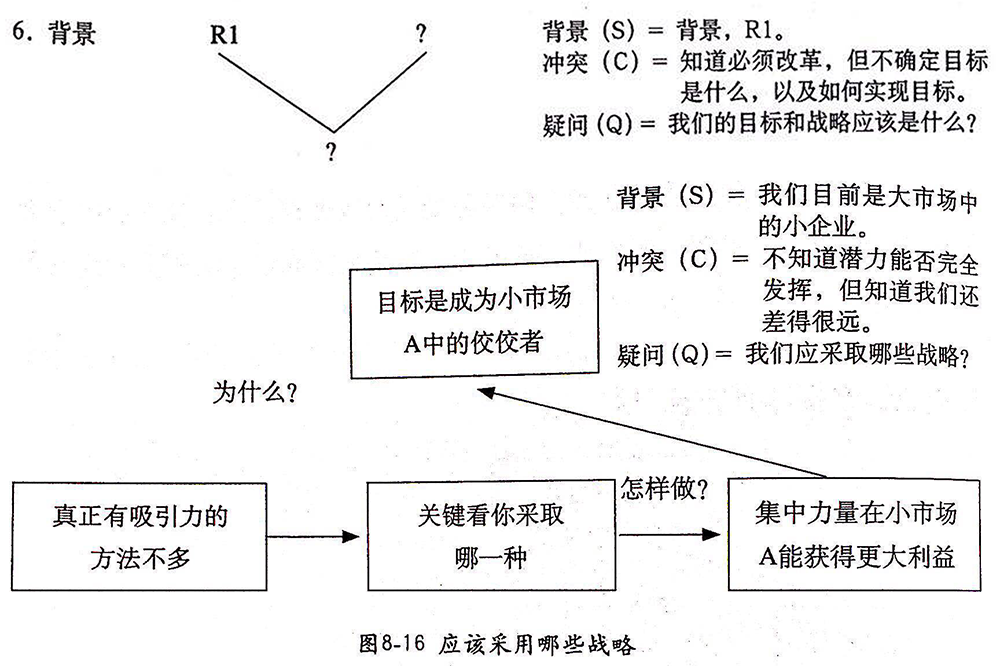 6. 背景 R1 ?
?
背景（S）= 背景，R1。
冲突（C）= 知道必须改革，但不确定目标
是什么，以及如何实现目标。
疑问(Q) = 我们的目标和战略应该是什么？
背景（S）= 我们目前是大市场中
的小企业。
冲突（C）= 不知道潜力能否完全
发挥，但知道我们还
差得很远。
疑问(Q) = 我们应采取哪些战略？
目标是成为小市场
A中的佼佼者
为什么？
真正有吸引力的
方法不多
关键看你采取
哪一种
怎样做？
集中力量在小市场
A能获得更大利益
图8-16 应该采用哪些战略